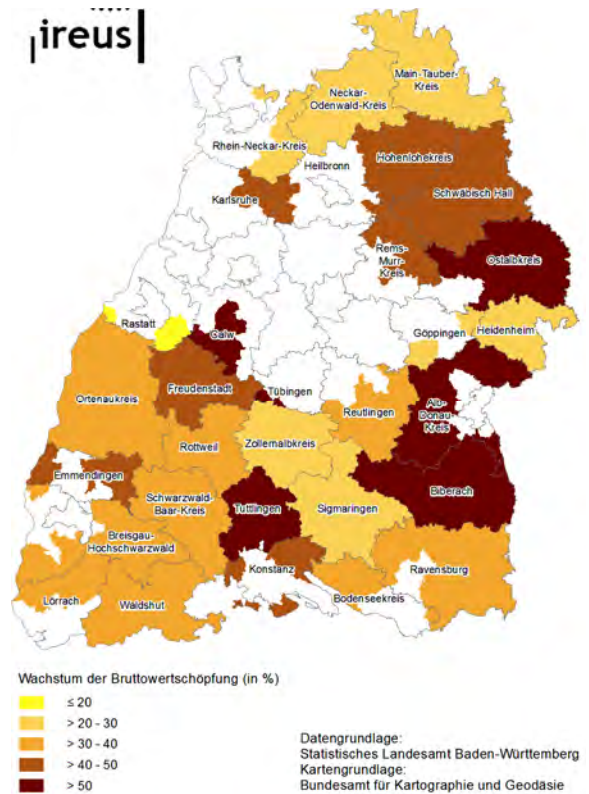 ireus
Main-Tauber-
Kreis
Neckar-
Odenwald-Kreis
Rhein-Neckar-Kreis
Heilbronn
Hohenlohekreis
Karlsruhe
Schwäbisch Hall
Rems-
Murr-
Kreis
Ostalbkreis
Rastatt
Calw
Göppingen
Heidenheim
Freudenstadt
Tübingen
Ortenaukreis
Reutlingen
Alb-
Donau-
Kreis
Rottweil
Zollernalbkreis
Emmendingen
Schwarzwald-
Baar-Kreis
Tuttlingen
Sigmaringen
Biberach
Breisgau-
Hochschwarzwald
Konstanz
Ravensburg
Lörrach
Waldshut
Bodenseekreis
Wachstum der Bruttowertschöpfung (in %)
≤ 20
> 20 - 30
> 30 - 40
> 40 - 50
> 50
Datengrundlage:
Statistisches Landesamt Baden-Württemberg
Kartengrundlage:
Bundesamt für Kartographie und Geodäsie